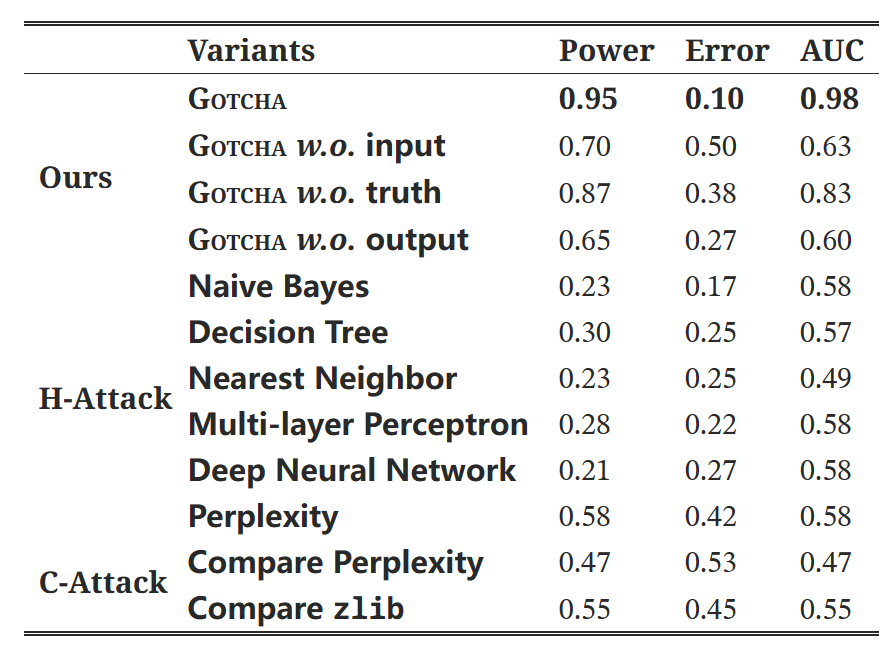 Variants Power Error AUC
GOTCHA 0.95 0.10 0.98
GOTCHA w.o. input 0.70 0.50 0.63
Ours
GOTCHA w.o. truth 0.87 0.38 0.83
GOTCHA w.o. output 0.65 0.27 0.60
Naive Bayes 0.23 0.17 0.58
Decision Tree 0.30 0.25 0.57
Nearest Neighbor 0.23 0.25 0.49
H-Attack
Multi-layer Perceptron 0.28 0.22 0.58
Deep Neural Network 0.21 0.27 0.58
Perplexity 0.58 0.42 0.58
Compare Perplexity 0.47 0.53 0.47
C-Attack
Compare zlib 0.55 0.45 0.55